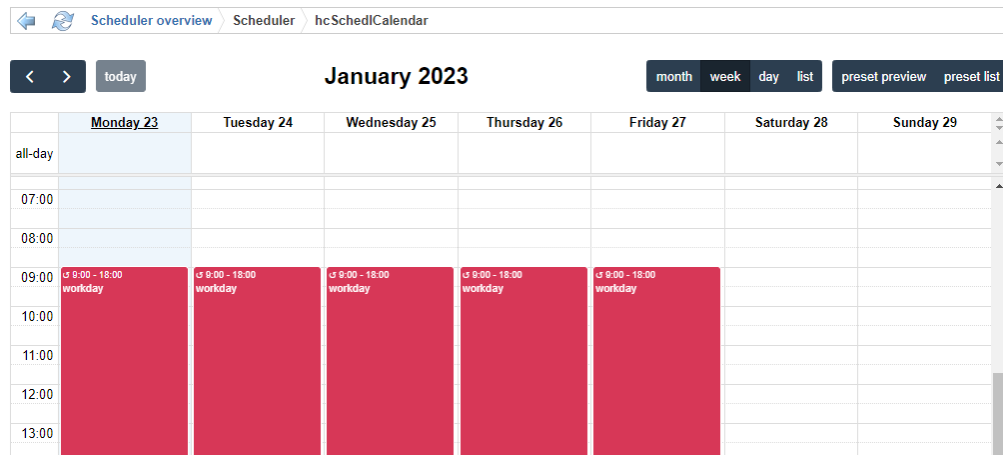 Scheduler overview Scheduler hcSchedlCalendar
today January 2023 month week day list preset preview preset list
Monday 23 Tuesday 24 Wednesday 25 Thursday 26 Friday 27 Saturday 28 Sunday 29
all-day
07:00
08:00
09:00 9:00 - 18:00 9:00 - 18:00 9:00 - 18:00 9:00 - 18:00 9:00 - 18:00
workday workday workday workday workday
10:00
11:00
12:00
13:00